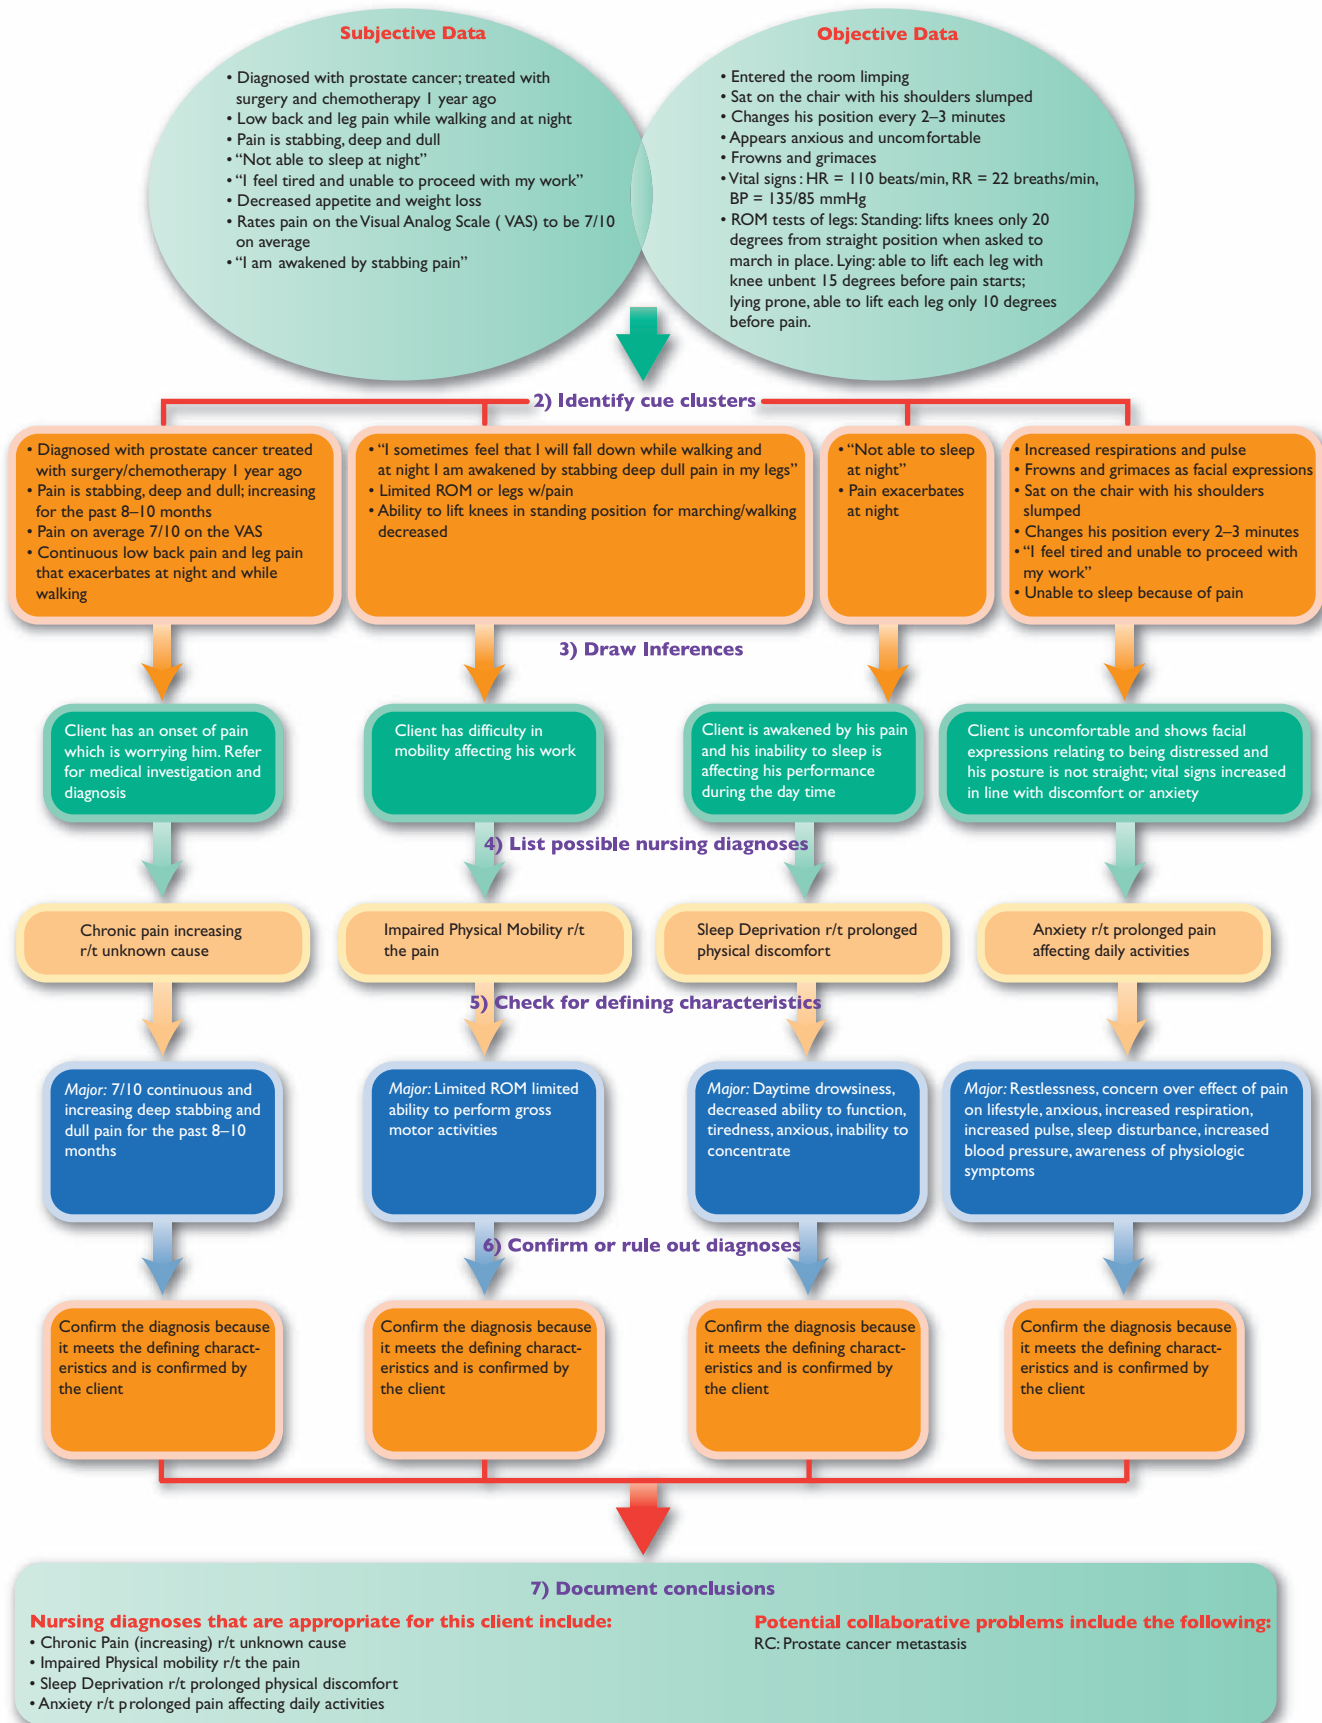 Subjective Data
• Diagnosed with prostate cancer; treated with
surgery and chemotherapy 1 year ago
• Low back and leg pain while walking and at night
• Pain is stabbing, deep and dull
• “Not able to sleep at night”
• “I feel tired and unable to proceed with my work”
• Decreased appetite and weight loss
• Rates pain on the Visual Analog Scale ( VAS) to be 7/10
on average
• “I am awakened by stabbing pain”
Objective Data
• Entered the room limping
• Sat on the chair with his shoulders slumped
• Changes his position every 2–3 minutes
• Appears anxious and uncomfortable
• Frowns and grimaces
• Vital signs : HR = 110 beats/min, RR = 22 breaths/min,
BP = 135/85 mmHg
• ROM tests of legs: Standing: lifts knees only 20
degrees from straight position when asked to
march in place. Lying: able to lift each leg with
knee unbent 15 degrees before pain starts;
lying prone, able to lift each leg only 10 degrees
before pain.
2) Identify cue clusters
• Diagnosed with prostate cancer treated
with surgery/chemotherapy 1 year ago
• Pain is stabbing, deep and dull; increasing
for the past 8–10 months
• Pain on average 7/10 on the VAS
• Continuous low back pain and leg pain
that exacerbates at night and while
walking
• “I sometimes feel that I will fall down while walking and
at night I am awakened by stabbing deep dull pain in my legs”
• Limited ROM or legs w/pain
• Ability to lift knees in standing position for marching/walking
decreased
• “Not able to sleep
at night”
• Pain exacerbates
at night
• Increased respirations and pulse
• Frowns and grimaces as facial expressions
• Sat on the chair with his shoulders
slumped
• Changes his position every 2–3 minutes
• “I feel tired and unable to proceed with
my work”
• Unable to sleep because of pain
3) Draw Inferences
Client has an onset of pain
which is worrying him. Refer
for medical investigation and
diagnosis
Client has difficulty in
mobility affecting his work
Client is awakened by his pain
and his inability to sleep is
affecting his performance
during the day time
Client is uncomfortable and shows facial
expressions relating to being distressed and
his posture is not straight; vital signs increased
in line with discomfort or anxiety
4) List possible nursing diagnoses
Chronic pain increasing
r/t unknown cause
Impaired Physical Mobility r/t
the pain
Sleep Deprivation r/t prolonged
physical discomfort
Anxiety r/t prolonged pain
affecting daily activities
5) Check for defining characteristics
Major: 7/10 continuous and
increasing deep stabbing and
dull pain for the past 8–10
months
Major: Limited ROM limited
ability to perform gross
motor activities
Major: Daytime drowsiness,
decreased ability to function,
tiredness, anxious, inability to
concentrate
Major: Restlessness, concern over effect of pain
on lifestyle, anxious, increased respiration,
increased pulse, sleep disturbance, increased
blood pressure, awareness of physiologic
symptoms
6) Confirm or rule out diagnoses
Confirm the diagnosis because
it meets the defining charact-
eristics and is confirmed by
the client
Confirm the diagnosis because
it meets the defining charact-
eristics and is confirmed by
the client
Confirm the diagnosis because
it meets the defining charact-
eristics and is confirmed by
the client
Confirm the diagnosis because
it meets the defining charact-
eristics and is confirmed by
the client
7) Document conclusions
Nursing diagnoses that are appropriate for this client include:
• Chronic Pain (increasing) r/t unknown cause
• Impaired Physical mobility r/t the pain
• Sleep Deprivation r/t prolonged physical discomfort
• Anxiety r/t prolonged pain affecting daily activities
Potential collaborative problems include the following:
RC: Prostate cancer metastasis